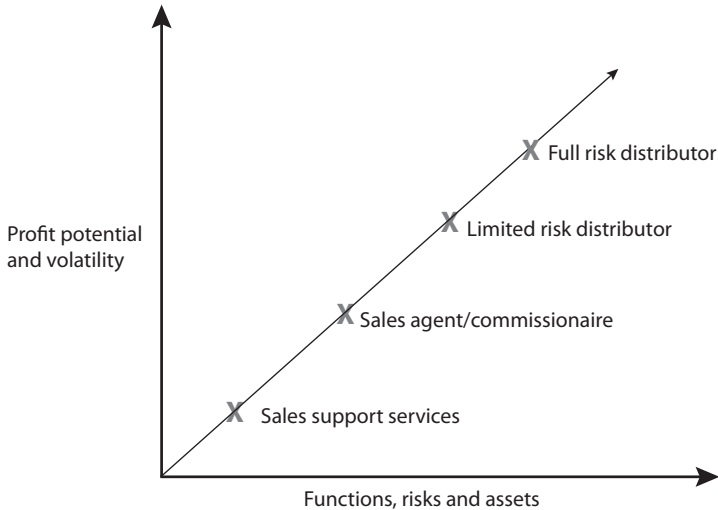 X Full risk distributor
X Limited risk distributor
Profit potential
and volatility
X Sales agent/commissionaire
X Sales support services
Functions, risks and assets